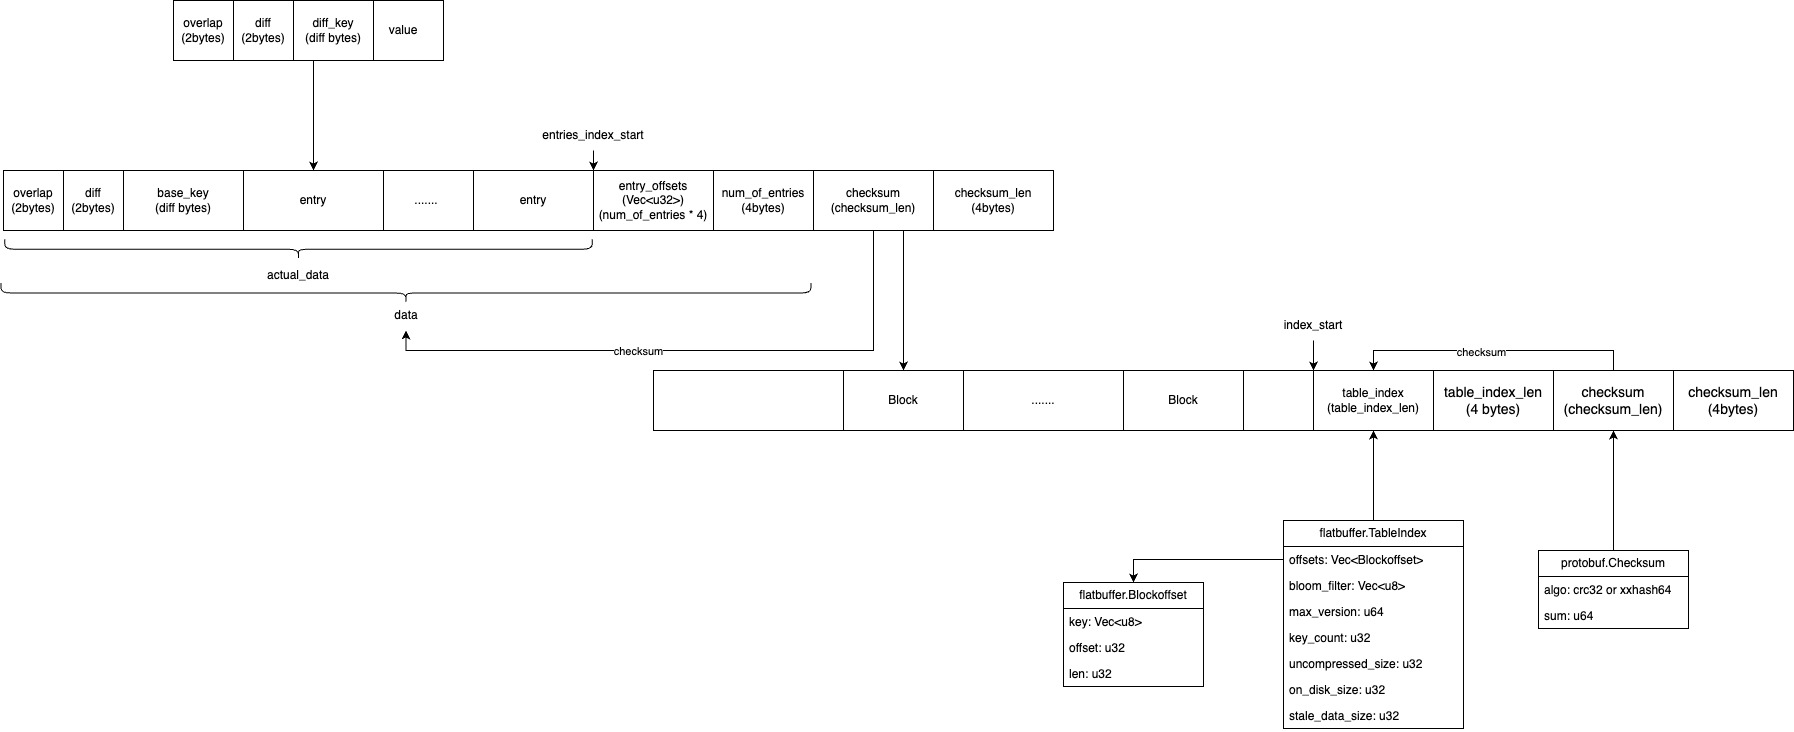 overlap
(2bytes)
diff
(2bytes)
diff_key
(diff bytes)
value
entries_index_start
overlap
(2bytes)
diff
(2bytes)
base_key
(diff bytes)
entry
.......
entry
entry_offsets
(Vec<u32>)
(num_of_entries * 4)
num_of_entries
(4bytes)
checksum
(checksum_len)
checksum_len
(4bytes)
actual_data
data
checksum
index_start
checksum
Block
.......
Block
table_index
(table_index_len)
table_index_len
(4 bytes)
checksum
(checksum_len)
checksum_len
(4bytes)
flatbuffer.Blockoffset
key: Vec<u8>
offset: u32
len: u32
flatbuffer.TableIndex
offsets: Vec<Blockoffset>
bloom_filter: Vec<u8>
max_version: u64
key_count: u32
uncompressed_size: u32
on_disk_size: u32
stale_data_size: u32
protobuf.Checksum
algo: crc32 or xxhash64
sum: u64